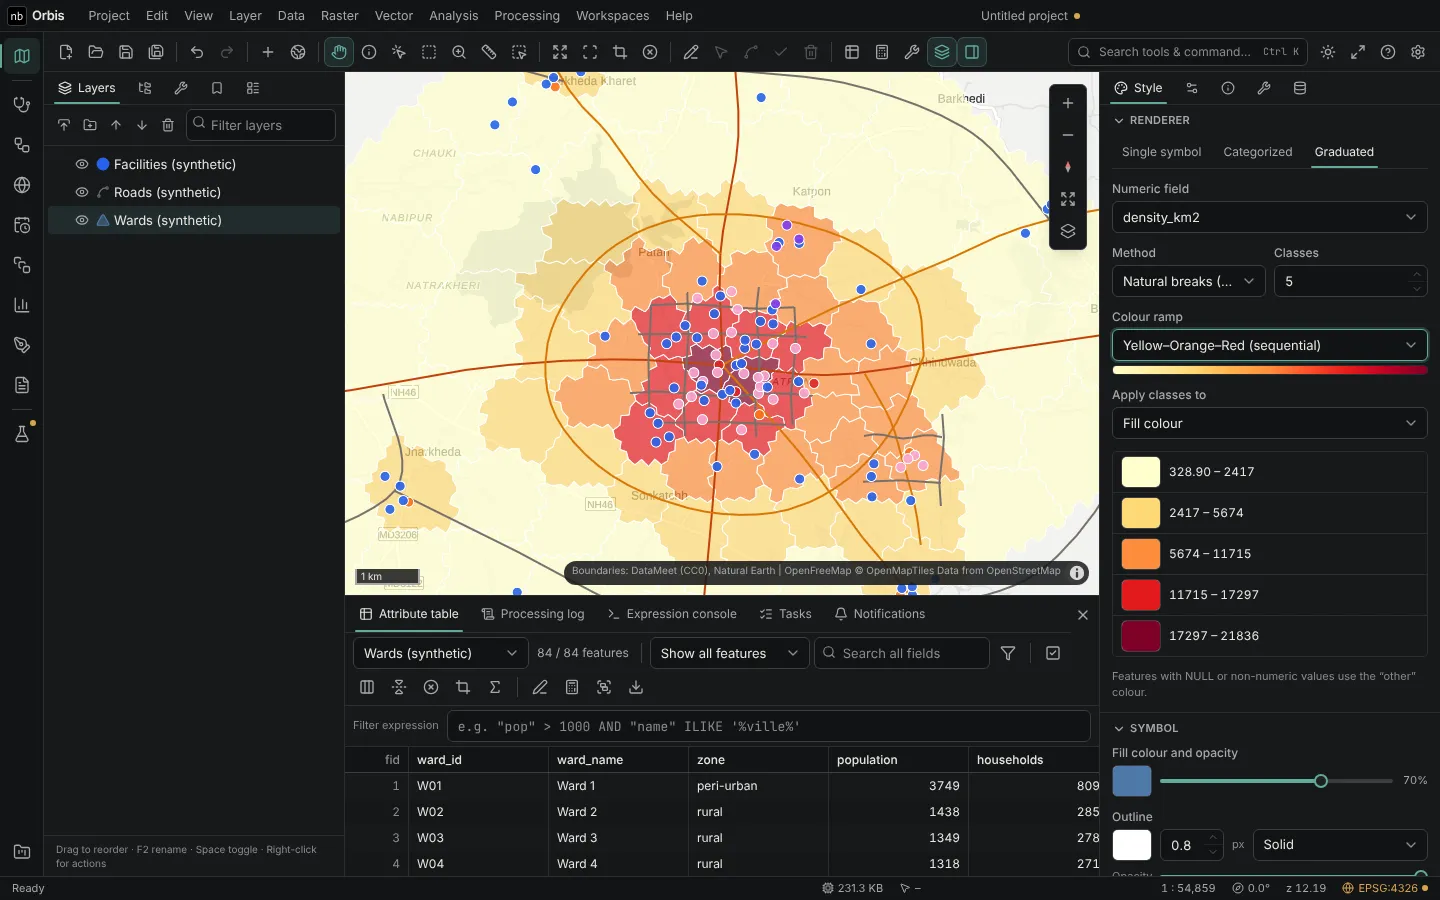 nb Orbis Project Edit View Layer Data Raster Vector Analysis Processing Workspaces Help Untitled project
Search tools & command... Ctrl K
Layers
Filter layers
Facilities (synthetic)
Roads (synthetic)
Wards (synthetic)
Drag to reorder · F2 rename · Space toggle · Right-click
for actions
kheda Kharet
Barkhedi
CHAUKI
Katpon
NABIPUR
NATRAKHERI
Chhindwada
NH46
Jharkheda
NH46
MD3206
1 km
Boundaries: DataMeet (CC0), Natural Earth | OpenFreeMap © OpenMapTiles Data from OpenStreetMap
Attribute table Processing log Expression console Tasks Notifications
Wards (synthetic) 84 / 84 features Show all features Search all fields
Filter expression e.g. "pop" > 1000 AND "name" ILIKE '%ville%'
fid ward_id ward_name zone population households
1 W01 Ward 1 peri-urban 3749 809
2 W02 Ward 2 rural 1438 285
3 W03 Ward 3 rural 1349 278
4 W04 Ward 4 rural 1318 271
Style
RENDERER
Single symbol Categorized Graduated
Numeric field
density_km2
Method Classes
Natural breaks (... 5
Colour ramp
Yellow–Orange–Red (sequential)
Apply classes to
Fill colour
328.90 – 2417
2417 – 5674
5674 – 11715
11715 – 17297
17297 – 21836
Features with NULL or non-numeric values use the “other”
colour.
SYMBOL
Fill colour and opacity
70%
Outline
0.8 px Solid
Opacity
Ready 231.3 KB – 1 : 54,859 0.0° z 12.19 EPSG:4326